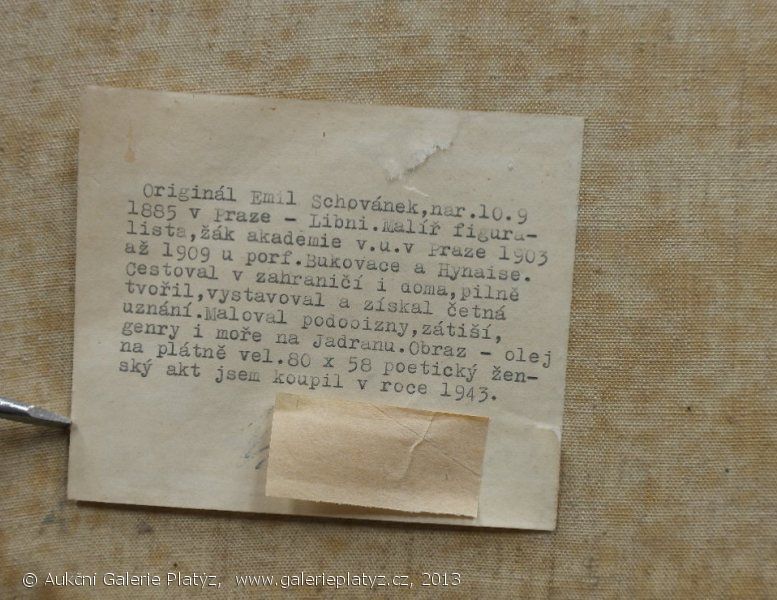 Originál Emil Schovánek,nar.10.9
1885 v Praze - Libni.Malíř figura-
lista,žák akademie v.u.v Praze 1903
až 1909 u porf.Bukovace a Hynaise.
Cestoval v zahraničí i doma,pilně
tvořil,vystavoval a získal četná
uznání.Maloval podobizny,zátiší,
genry i moře na Jadranu.Obraz - olej
na plátně vel.80 x 58 poetický žen-
ský akt jsem koupil v roce 1943.
© Aukční Galerie Platýz, www.galerieplatyz.cz, 2013